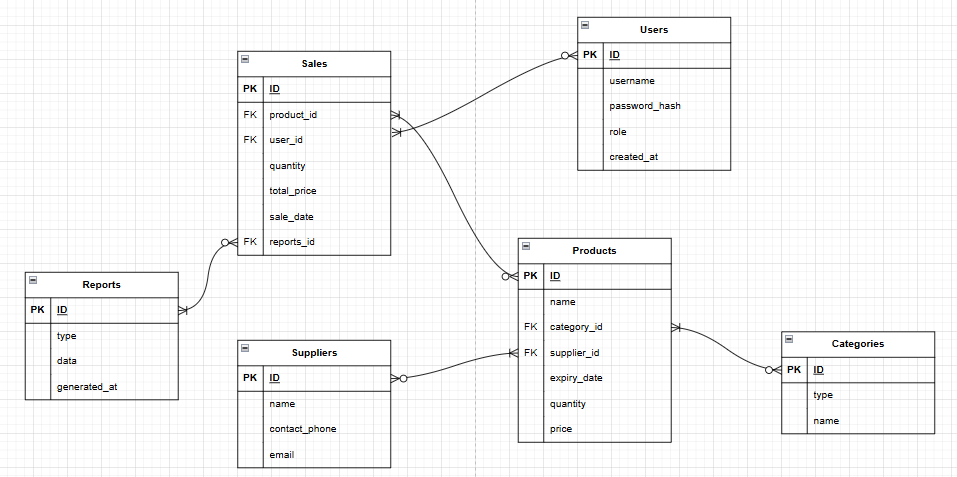 Users
PK ID
username
password_hash
role
created_at
Sales
PK ID
FK product_id
FK user_id
quantity
total_price
sale_date
FK reports_id
Products
PK ID
name
FK category_id
FK supplier_id
expiry_date
quantity
price
Reports
PK ID
type
data
generated_at
Suppliers
PK ID
name
contact_phone
email
Categories
PK ID
type
name